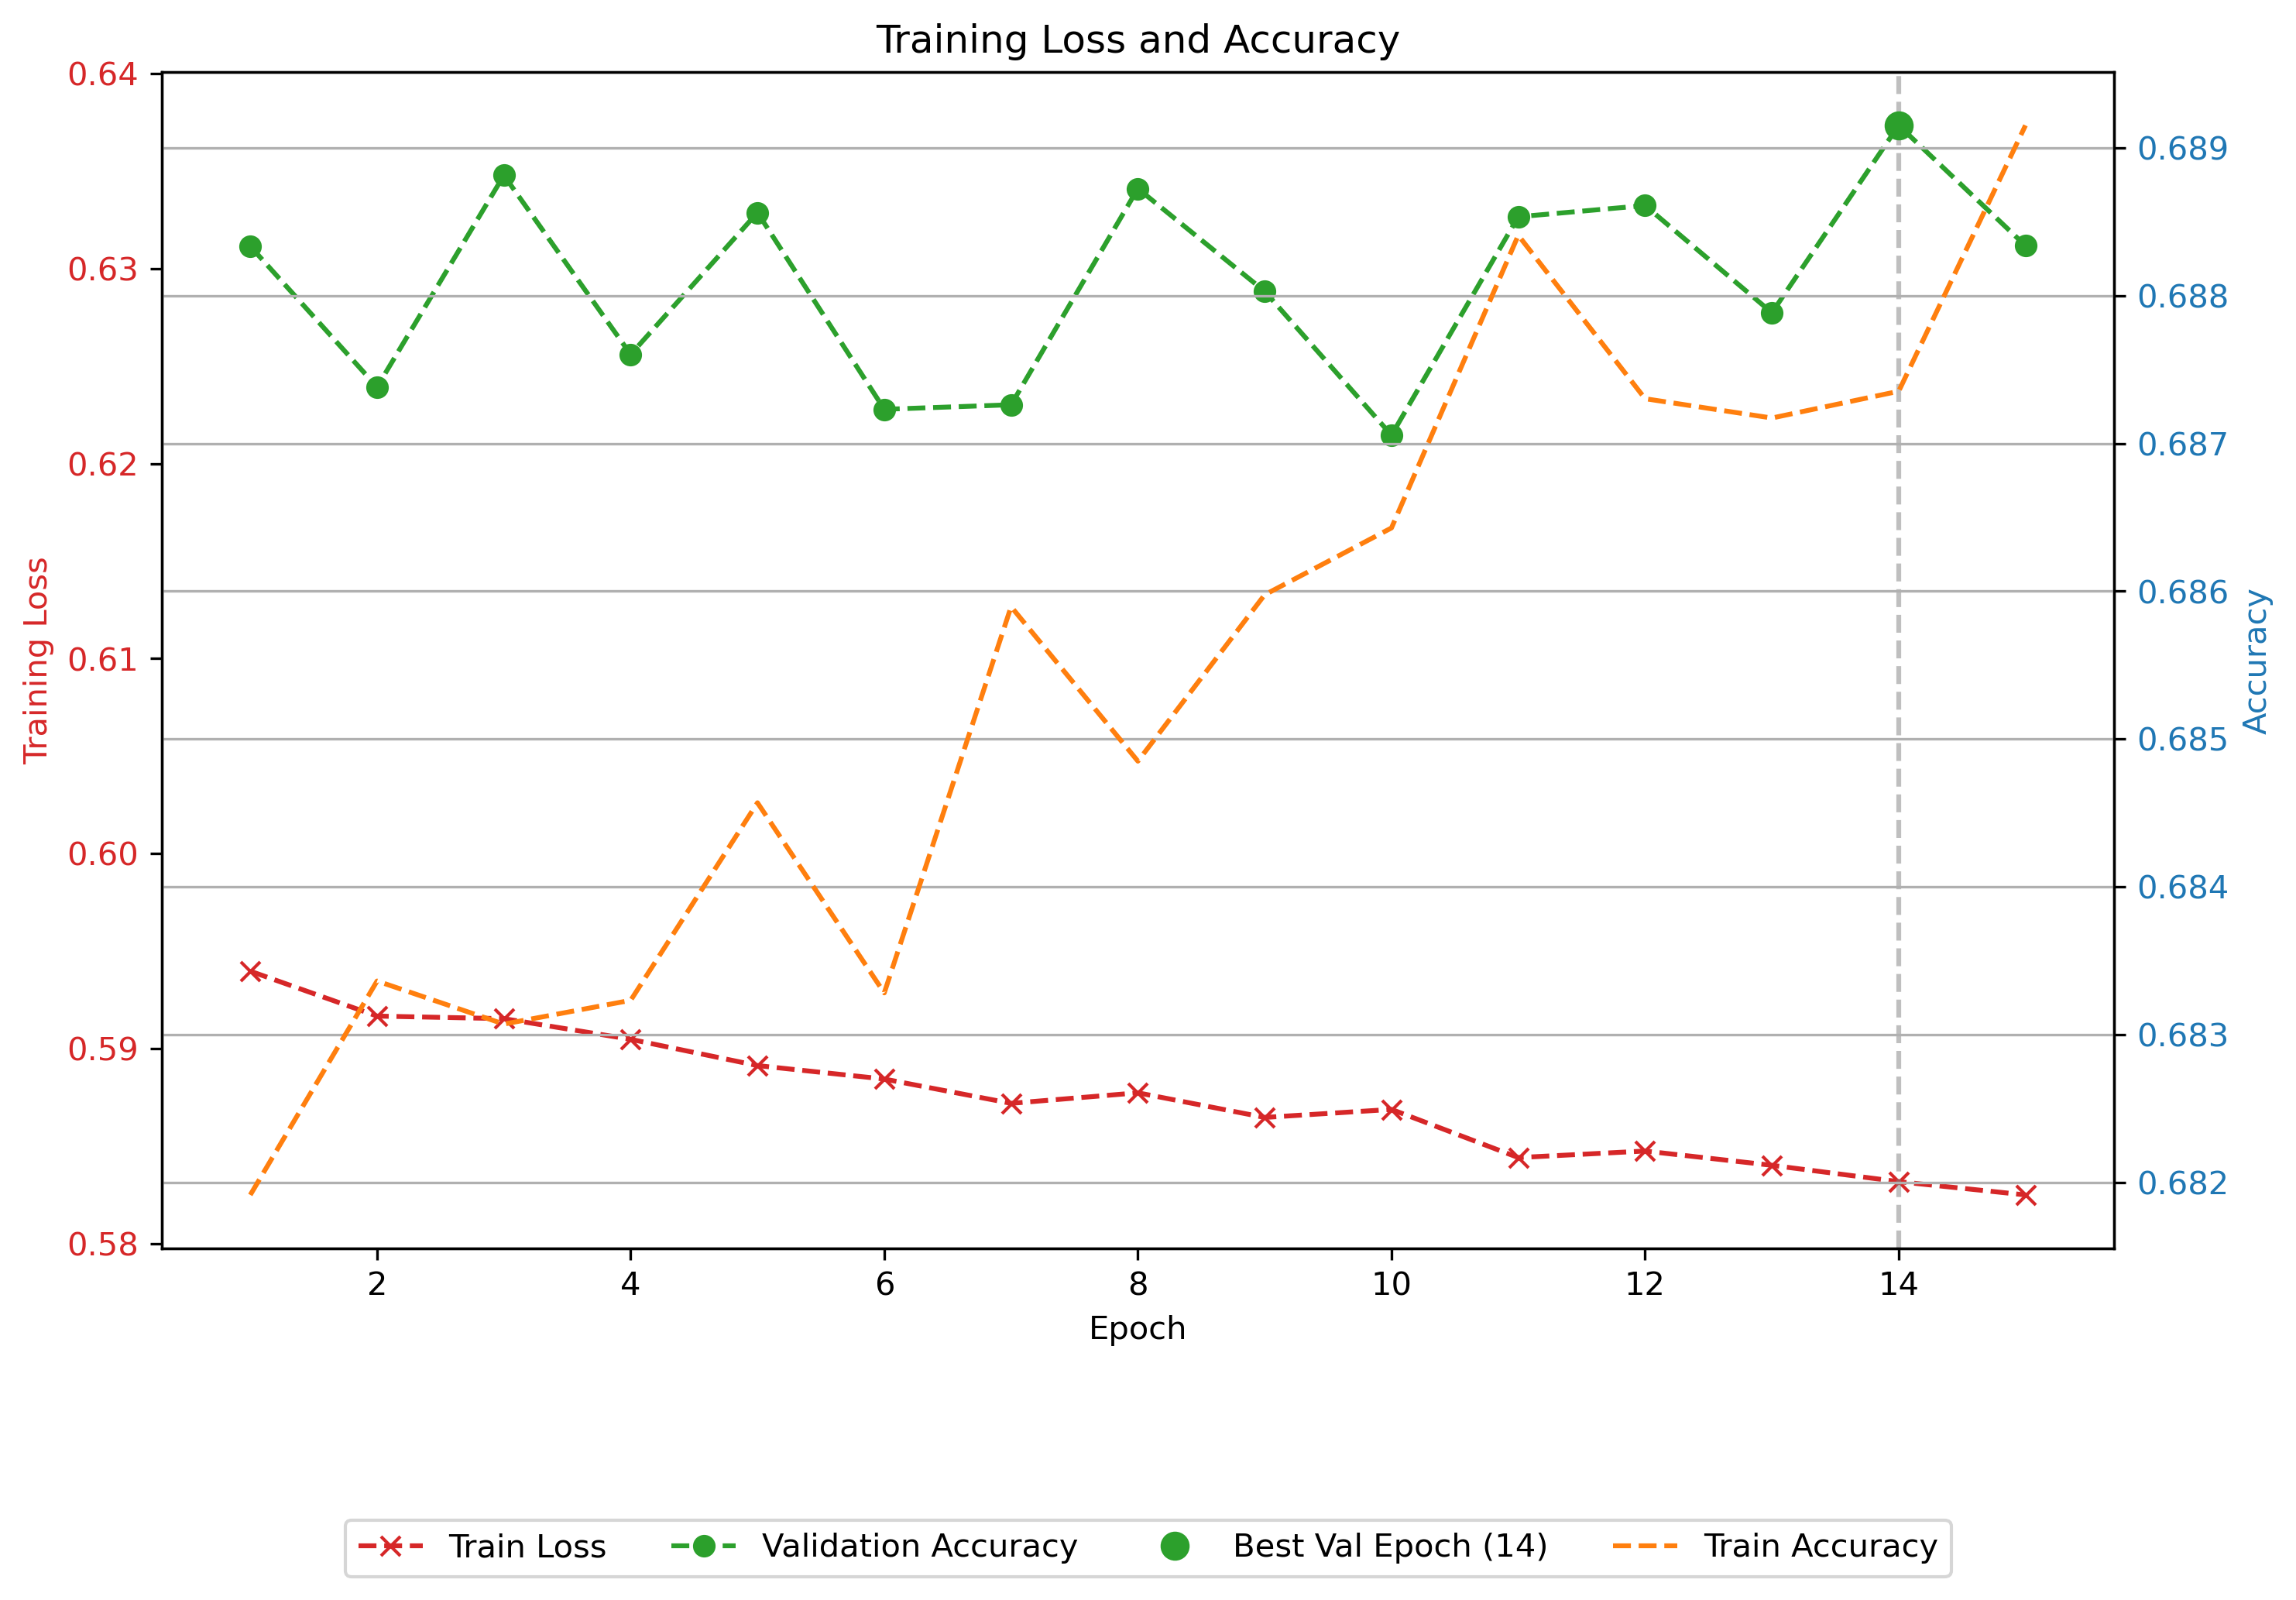 Training Loss and Accuracy
0.64
0.63
0.62
0.61
0.60
0.59
0.58
Training Loss
0.689
0.688
0.687
0.686
0.685
0.684
0.683
0.682
Accuracy
2 4 6 8 10 12 14
Epoch
Train Loss Validation Accuracy Best Val Epoch (14) Train Accuracy